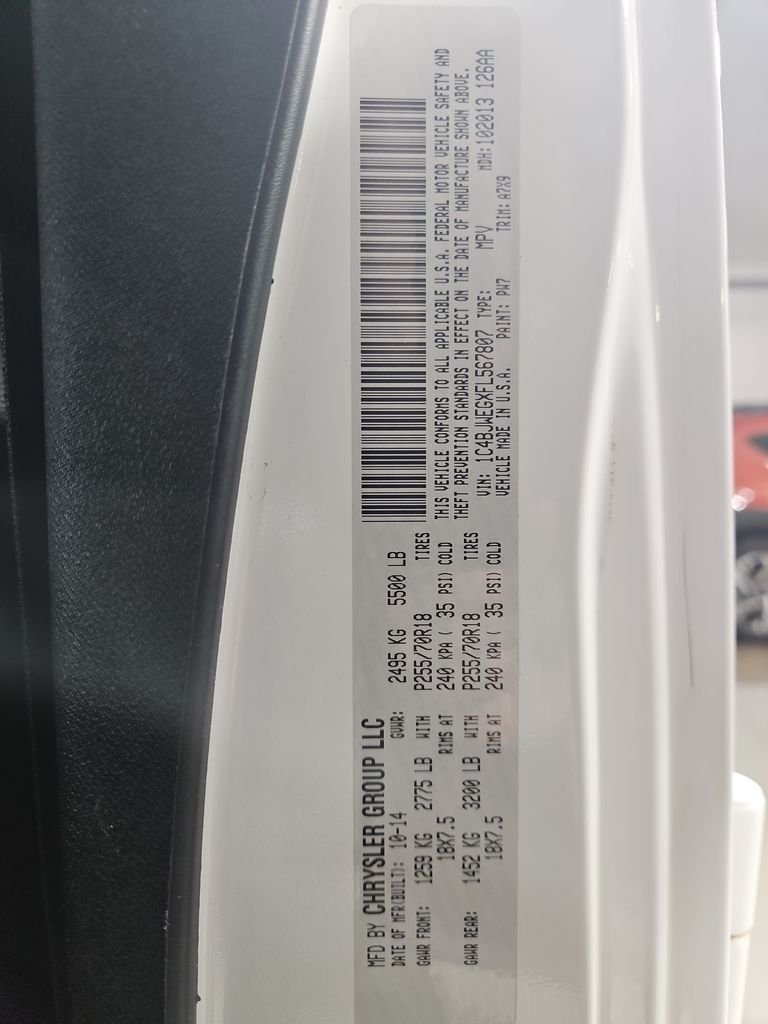 MFD BY CHRYSLER GROUP LLC
DATE OF MFR(BUILT): 10-14 GVWR: 2495 KG 5500 LB
GAWR FRONT: 1259 KG 2775 LB WITH P255/70R18 TIRES
18X7.5 RIMS AT 240 KPA ( 35 PSI) COLD
GAWR REAR: 1452 KG 3200 LB WITH P255/70R18 TIRES
18X7.5 RIMS AT 240 KPA ( 35 PSI) COLD
THIS VEHICLE CONFORMS TO ALL APPLICABLE U.S.A. FEDERAL MOTOR VEHICLE SAFETY AND
THEFT PREVENTION STANDARDS IN EFFECT ON THE DATE OF MANUFACTURE SHOWN ABOVE.
VIN: 1C4BJWEGXFL567807 TYPE: MPV MDH: 102013 126AA
VEHICLE MADE IN U.S.A. PAINT: PW7 TRIM: A7X9